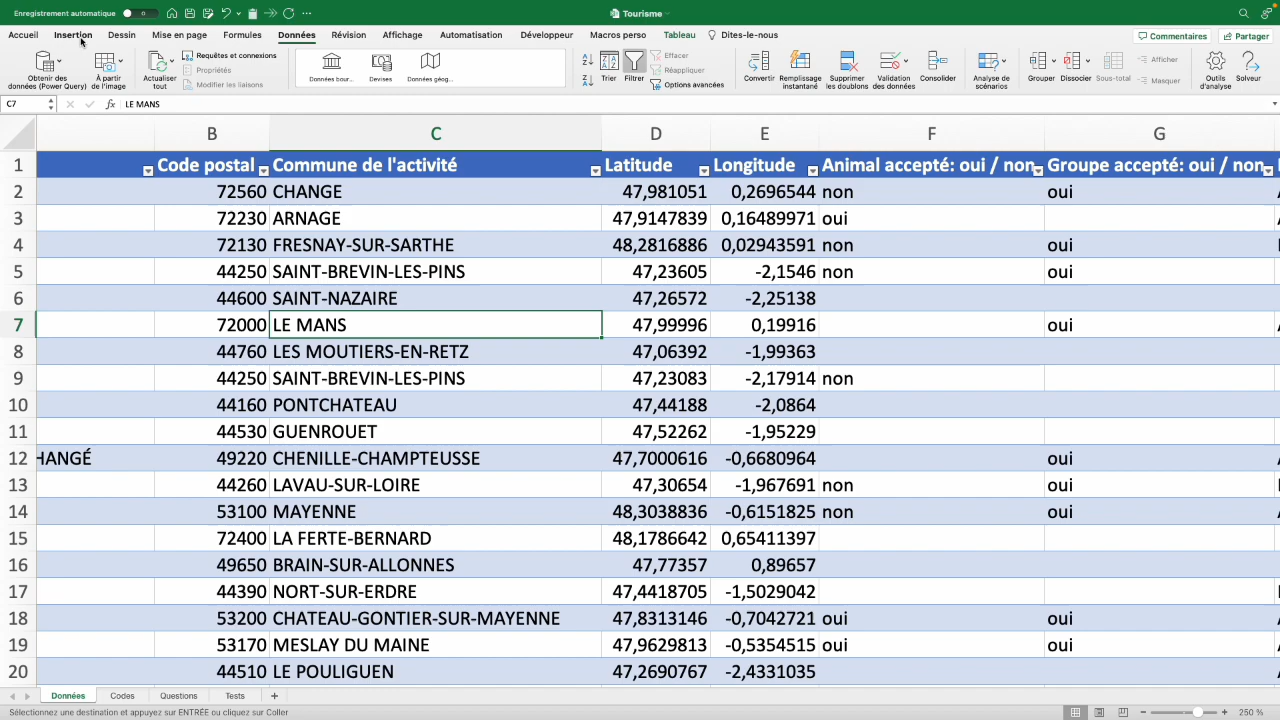 Enregistrement automatique
Tourisme
Accueil Insertion Dessin Mise en page Formules Données Révision Affichage Automatisation Développeur Macros perso Tableau Dites-le-nous Commentaires Partager
Obtenir des données (Power Query)
À partir de l'image
Actualiser tout
Requêtes et connexions
Propriétés
Modifier les liaisons
Données bour...
Devises
Données géog...
Trier
Filtrer
Effacer
Réappliquer
Options avancées
Convertir
Remplissage instantané
Supprimer les doublons
Validation des données
Consolider
Analyse de scénarios
Grouper
Dissocier
Sous-total
Afficher
Masquer
Outils d'analyse
Solveur
C7 fx LE MANS
B C D E F G
1 Code postal Commune de l'activité Latitude Longitude Animal accepté: oui / non Groupe accepté: oui / non
2 72560 CHANGE 47,981051 0,2696544 non oui
3 72230 ARNAGE 47,9147839 0,16489971 oui
4 72130 FRESNAY-SUR-SARTHE 48,2816886 0,02943591 non oui
5 44250 SAINT-BREVIN-LES-PINS 47,23605 -2,1546 non oui
6 44600 SAINT-NAZAIRE 47,26572 -2,25138
7 72000 LE MANS 47,99996 0,19916 oui
8 44760 LES MOUTIERS-EN-RETZ 47,06392 -1,99363
9 44250 SAINT-BREVIN-LES-PINS 47,23083 -2,17914 non
10 44160 PONTCHATEAU 47,44188 -2,0864
11 44530 GUENROUET 47,52262 -1,95229
12 HANGÉ 49220 CHENILLE-CHAMPTEUSSE 47,7000616 -0,6680964 oui
13 44260 LAVAU-SUR-LOIRE 47,30654 -1,967691 non oui
14 53100 MAYENNE 48,3038836 -0,6151825 non oui
15 72400 LA FERTE-BERNARD 48,1786642 0,65411397
16 49650 BRAIN-SUR-ALLONNES 47,77357 0,89657
17 44390 NORT-SUR-ERDRE 47,4418705 -1,5029042
18 53200 CHATEAU-GONTIER-SUR-MAYENNE 47,8313146 -0,7042721 oui oui
19 53170 MESLAY DU MAINE 47,9629813 -0,5354515 oui oui
20 44510 LE POULIGUEN 47,2690767 -2,4331035
Données Codes Questions Tests +
Sélectionnez une destination et appuyez sur ENTRÉE ou cliquez sur Coller
250 %